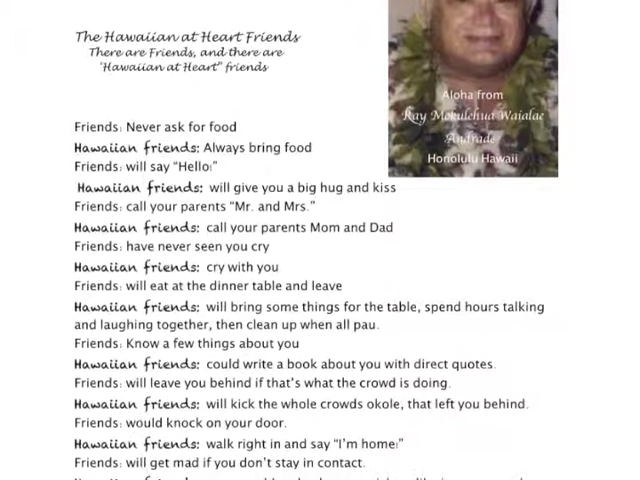 The Hawaiian at Heart Friends
There are Friends, and there are
'Hawaiian at Heart" friends
Aloha from
Ray Mokulehua Waialae
Andrade
Honolulu Hawaii
Friends: Never ask for food
Hawaiian friends: Always bring food
Friends: will say "Hello!"
Hawaiian friends: will give you a big hug and kiss
Friends: call your parents "Mr. and Mrs."
Hawaiian friends: call your parents Mom and Dad
Friends: have never seen you cry
Hawaiian friends: cry with you
Friends: will eat at the dinner table and leave
Hawaiian friends: will bring some things for the table, spend hours talking
and laughing together, then clean up when all pau.
Friends: Know a few things about you
Hawaiian friends: could write a book about you with direct quotes.
Friends: will leave you behind if that's what the crowd is doing.
Hawaiian friends: will kick the whole crowds okole, that left you behind.
Friends: would knock on your door.
Hawaiian friends: walk right in and say "I'm home!"
Friends: will get mad if you don't stay in contact.